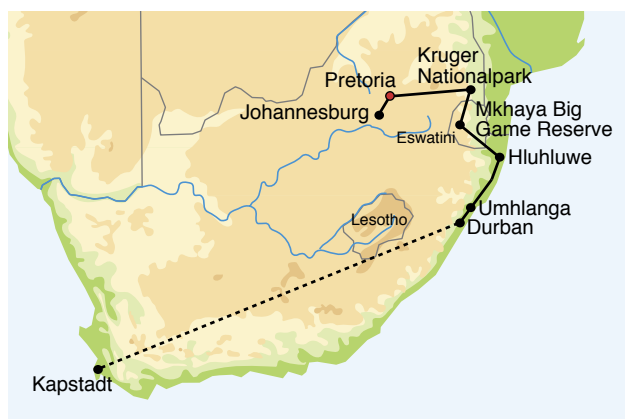 Kruger
Nationalpark
Pretoria
Johannesburg
Mkhaya Big
Game Reserve
Eswatini
Hluhluwe
Lesotho
Umhlanga
Durban
Kapstadt